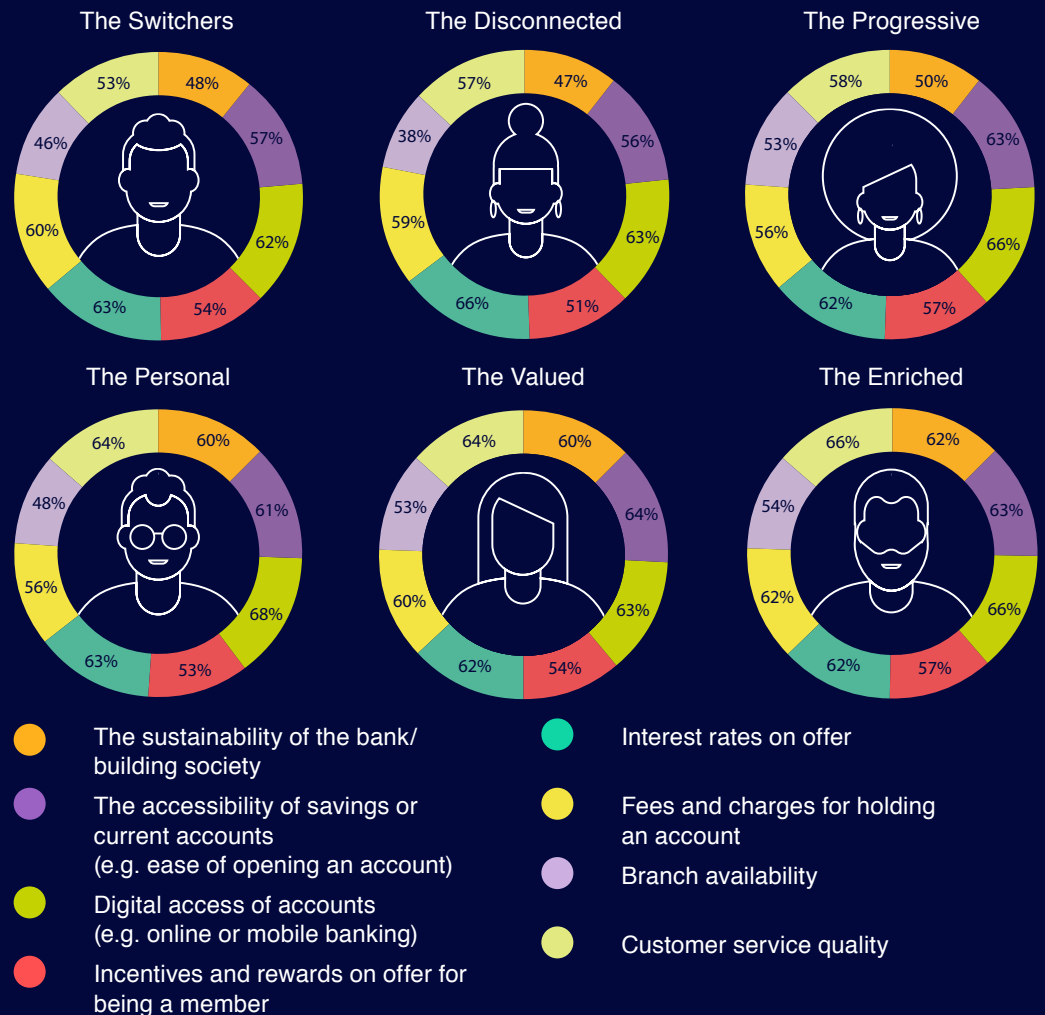 The Switchers
53%
48%
57%
62%
54%
63%
60%
46%
The Disconnected
57%
47%
56%
63%
51%
66%
59%
38%
The Progressive
58%
50%
63%
66%
57%
62%
56%
53%
The Personal
64%
60%
61%
68%
53%
63%
56%
48%
The Valued
64%
60%
64%
63%
54%
62%
60%
53%
The Enriched
66%
62%
63%
66%
57%
62%
62%
54%
The sustainability of the bank/
building society
The accessibility of savings or
current accounts
(e.g. ease of opening an account)
Digital access of accounts
(e.g. online or mobile banking)
Incentives and rewards on offer for
being a member
Interest rates on offer
Fees and charges for holding
an account
Branch availability
Customer service quality